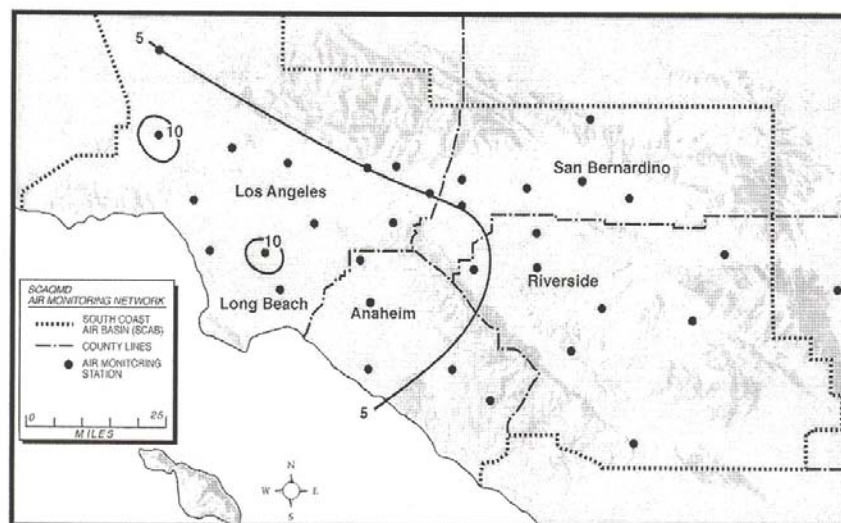 5
10
San Bernardino
Los Angeles
10
Riverside
Long Beach
Anaheim
5
SCAQMD
AIR MONITORING NETWORK
SOUTH COAST
AIR BASIN (SCAB)
COUNTY LINES
AIR MONITORING
STATION
0 25
MILES
N
W E
S